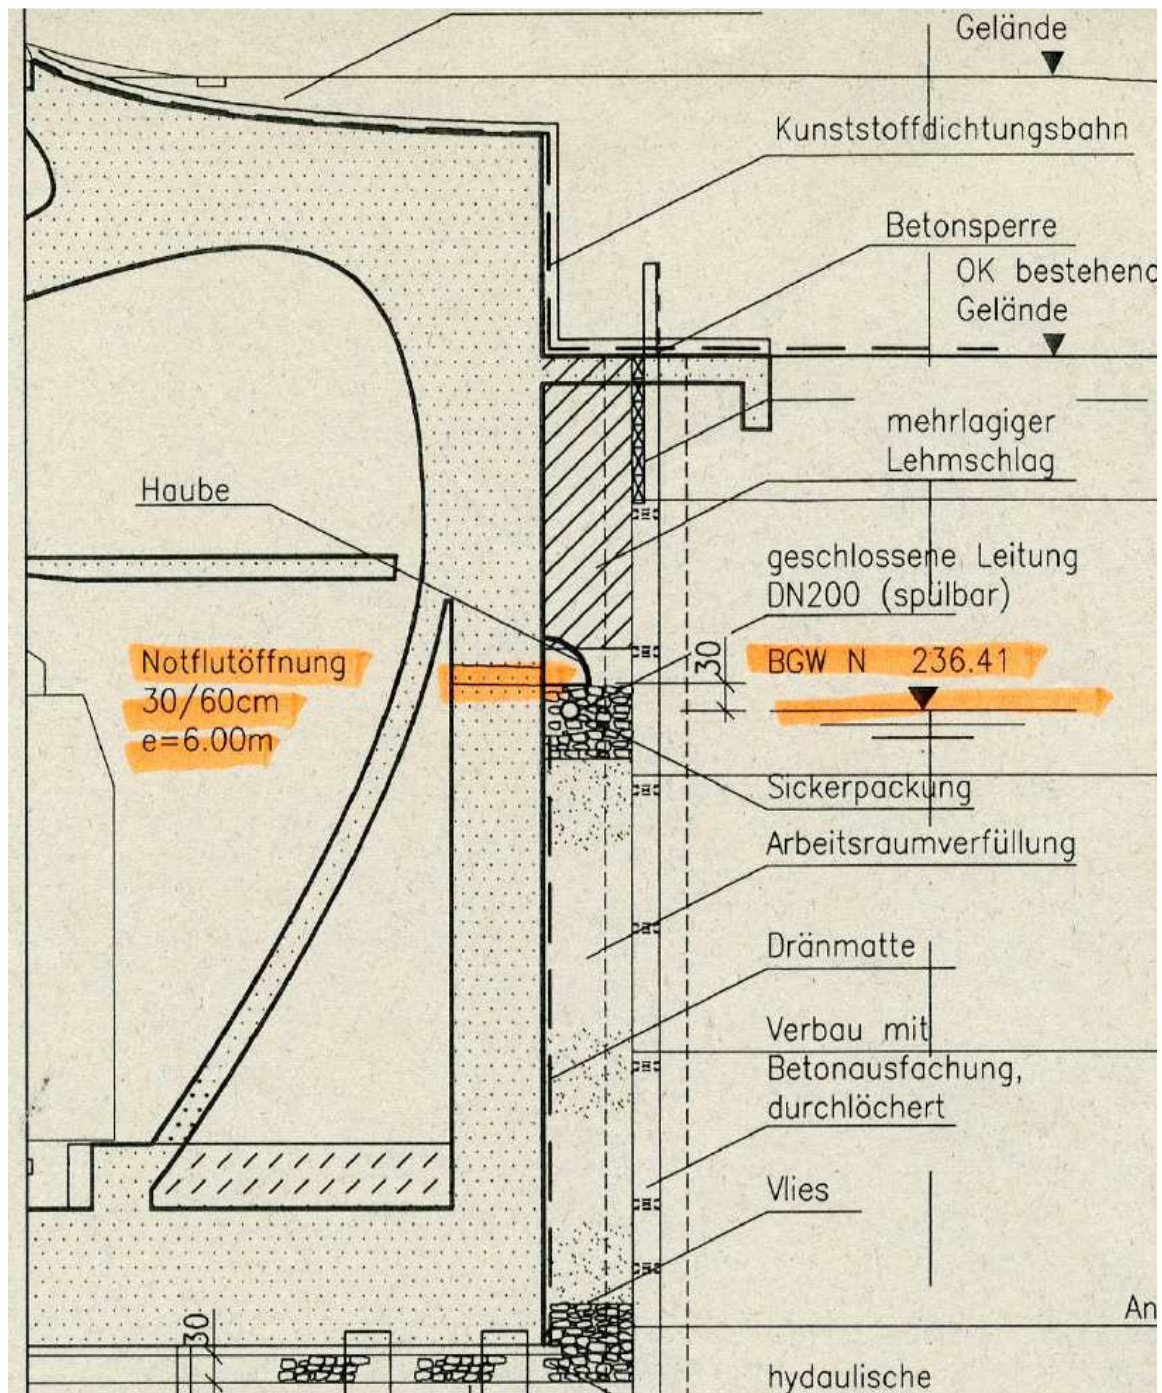 Gelände
Kunststoffdichtungsbahn
Betonsperre
OK bestehend
Gelände
mehrlagiger
Lehmschlag
Haube
geschlossene Leitung
DN200 (spülbar)
30
Notflutöffnung
30/60cm
e=6.00m
BGW N 236.41
Sickerpackung
Arbeitsraumverfüllung
Dränmatte
Verbau mit
Betonausfachung,
durchlöchert
Vlies
An
30
hydaulische